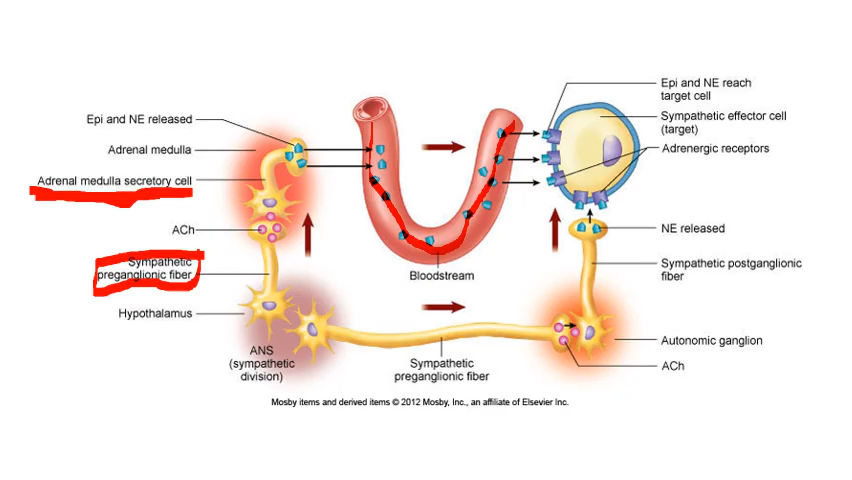 Epi and NE released
Adrenal medulla
Adrenal medulla secretory cell
ACh
Sympathetic
preganglionic fiber
Hypothalamus
ANS
(sympathetic
division)
Bloodstream
Sympathetic
preganglionic fiber
Epi and NE reach
target cell
Sympathetic effector cell
(target)
Adrenergic receptors
NE released
Sympathetic postganglionic
fiber
Autonomic ganglion
ACh
Mosby items and derived items © 2012 Mosby, Inc., an affiliate of Elsevier Inc.